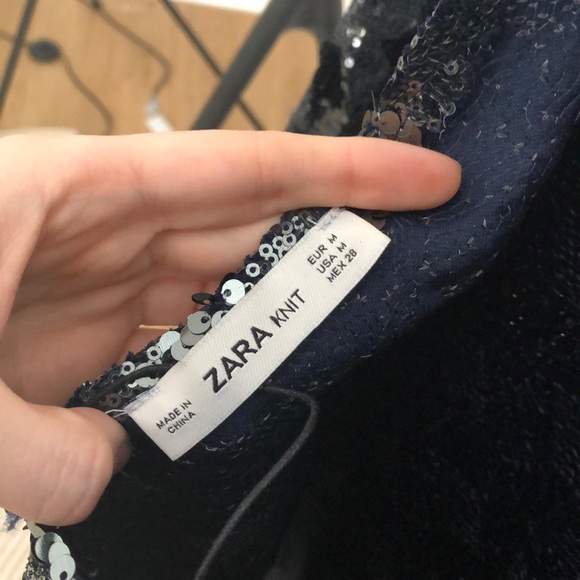 EUR M
USA M
MEX 28
ZARA KNIT
MADE IN
CHINA